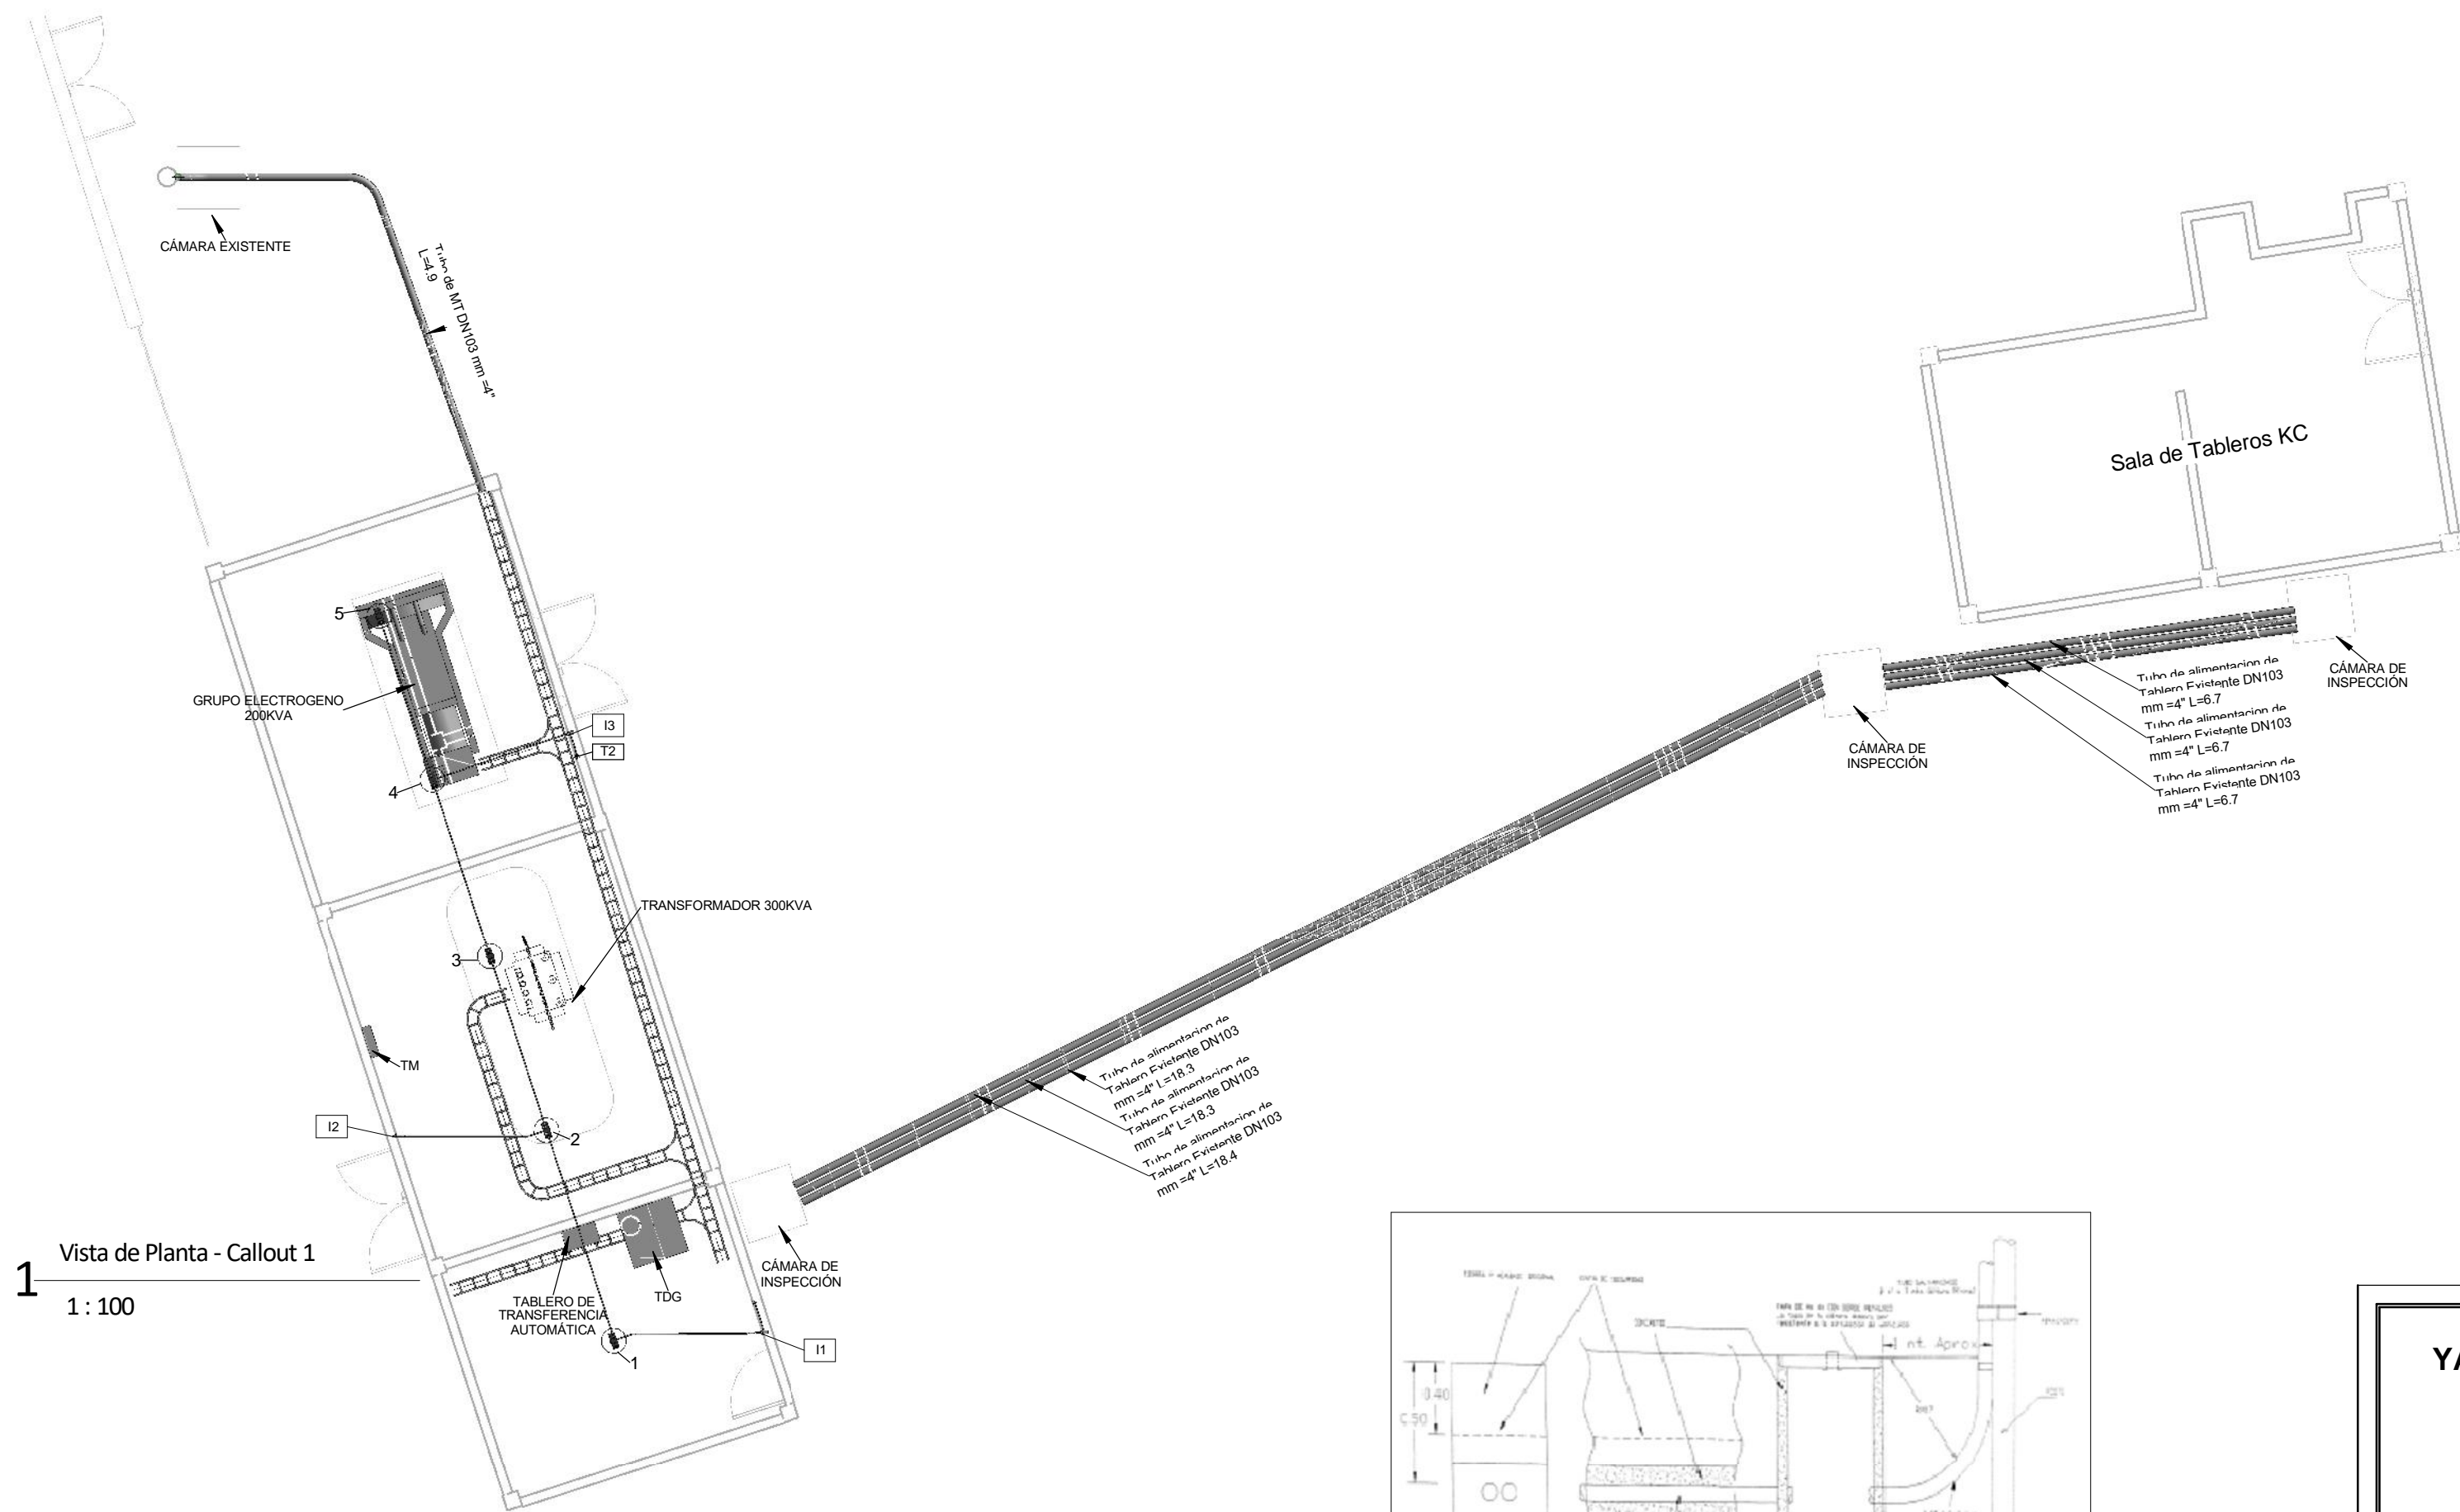 CÁMARA EXISTENTE
Tubo de MT DN103 mm =4"
L=4.9
Sala de Tableros KC
5
GRUPO ELECTROGENO
200KVA
I3
T2
4
CÁMARA DE
INSPECCIÓN
Tubo de alimentacion de
Tablero Existente DN103
mm =4" L=6.7
Tubo de alimentacion de
Tablero Existente DN103
mm =4" L=6.7
Tubo de alimentacion de
Tablero Existente DN103
mm =4" L=6.7
CÁMARA DE
INSPECCIÓN
TRANSFORMADOR 300KVA
3
TM
I2
2
Tubo de alimentacion de
Tablero Existente DN103
mm =4" L=18.3
Tubo de alimentacion de
Tablero Existente DN103
mm =4" L=18.3
Tubo de alimentacion de
Tablero Existente DN103
mm =4" L=18.4
1
Vista de Planta - Callout 1
1 : 100
CÁMARA DE
INSPECCIÓN
TDG
TABLERO DE
TRANSFERENCIA
AUTOMÁTICA
1
I1
mt. Aprox
0.40
0.50
YA